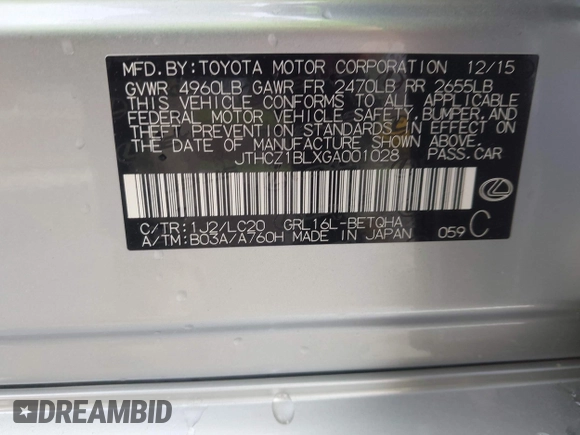 MFD. BY: TOYOTA MOTOR CORPORATION 12/15
GVWR 4960LB GAWR FR 2470LB RR 2655LB
THIS VEHICLE CONFORMS TO ALL APPLICABLE
FEDERAL MOTOR VEHICLE SAFETY, BUMPER, AND
THEFT PREVENTION STANDARDS IN EFFECT ON
THE DATE OF MANUFACTURE SHOWN ABOVE.
JTHCZ1BLXGA001028 PASS. CAR
C/TR: 1J2/LC20 GRL16L-BETQHA
A/TM: B03A/A760H MADE IN JAPAN 059 C
DREAMBID